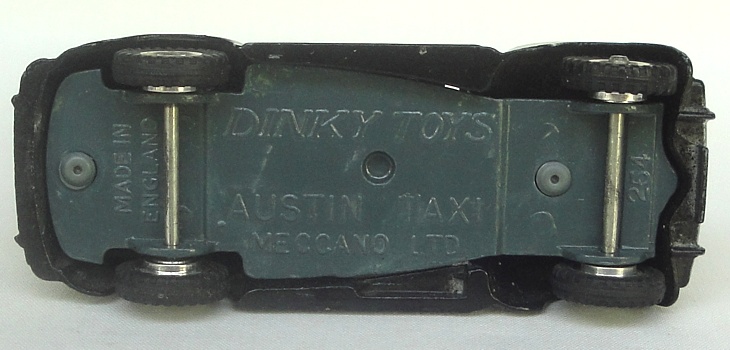 MADE IN
ENGLAND
DINKY TOYS
AUSTIN TAXI
MECCANO LTD
254